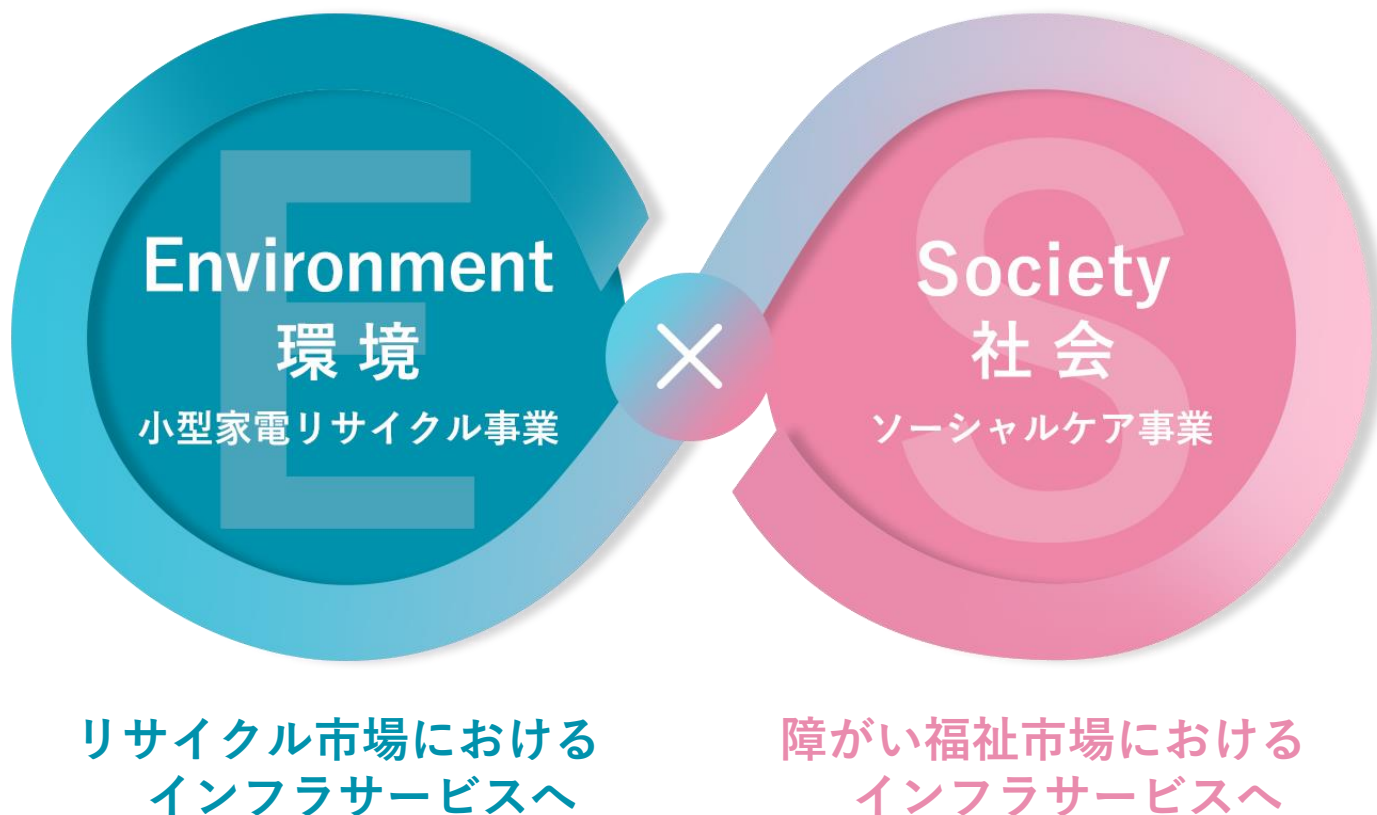 E
Environment
環境
小型家電リサイクル事業
×
S
Society
社会
ソーシャルケア事業
リサイクル市場における
インフラサービスへ
障がい福祉市場における
インフラサービスへ